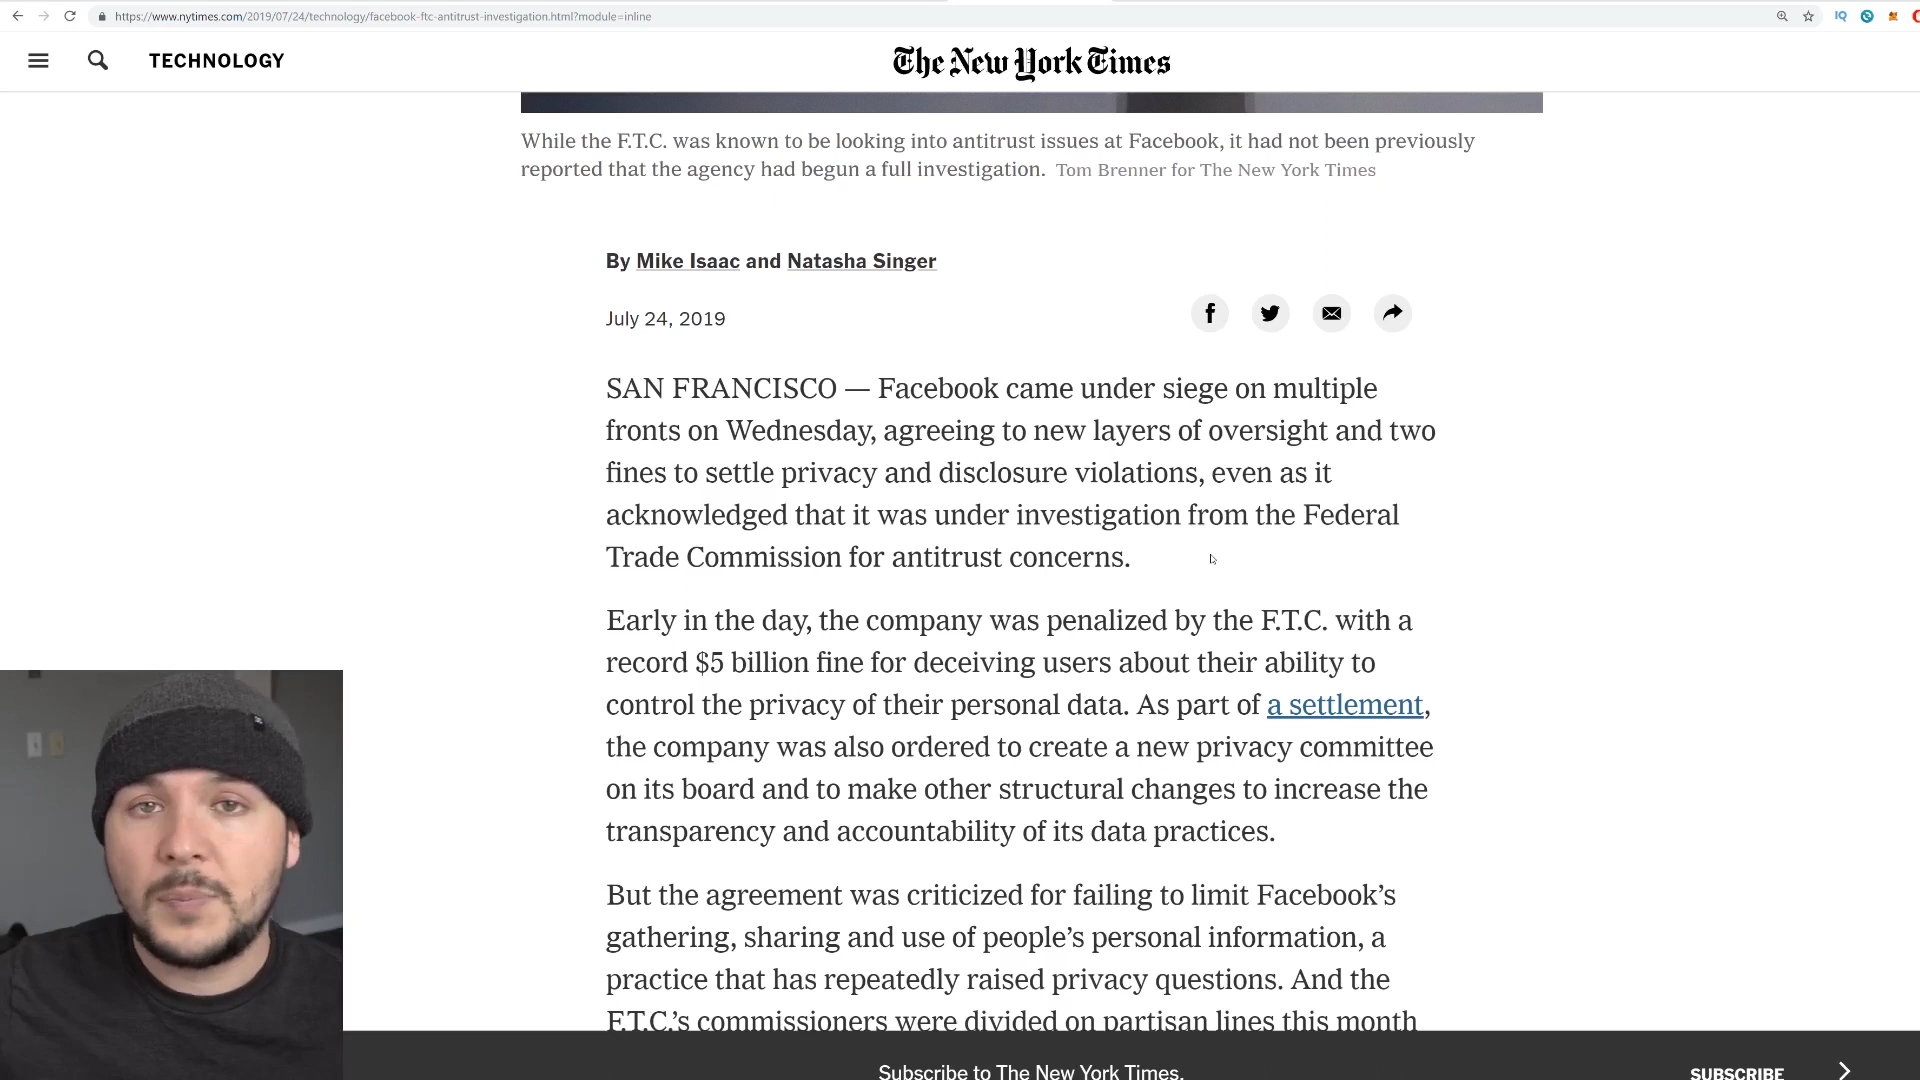 https://www.nytimes.com/2019/07/24/technology/facebook-ftc-antitrust-investigation.html?module=inline
IQ
TECHNOLOGY
The New York Times
While the F.T.C. was known to be looking into antitrust issues at Facebook, it had not been previously
reported that the agency had begun a full investigation. Tom Brenner for The New York Times
By Mike Isaac and Natasha Singer
July 24, 2019
SAN FRANCISCO — Facebook came under siege on multiple
fronts on Wednesday, agreeing to new layers of oversight and two
fines to settle privacy and disclosure violations, even as it
acknowledged that it was under investigation from the Federal
Trade Commission for antitrust concerns.
Early in the day, the company was penalized by the F.T.C. with a
record $5 billion fine for deceiving users about their ability to
control the privacy of their personal data. As part of a settlement,
the company was also ordered to create a new privacy committee
on its board and to make other structural changes to increase the
transparency and accountability of its data practices.
But the agreement was criticized for failing to limit Facebook’s
gathering, sharing and use of people’s personal information, a
practice that has repeatedly raised privacy questions. And the
F.T.C.’s commissioners were divided on partisan lines this month
Subscribe to The New York Times.
SUBSCRIBE